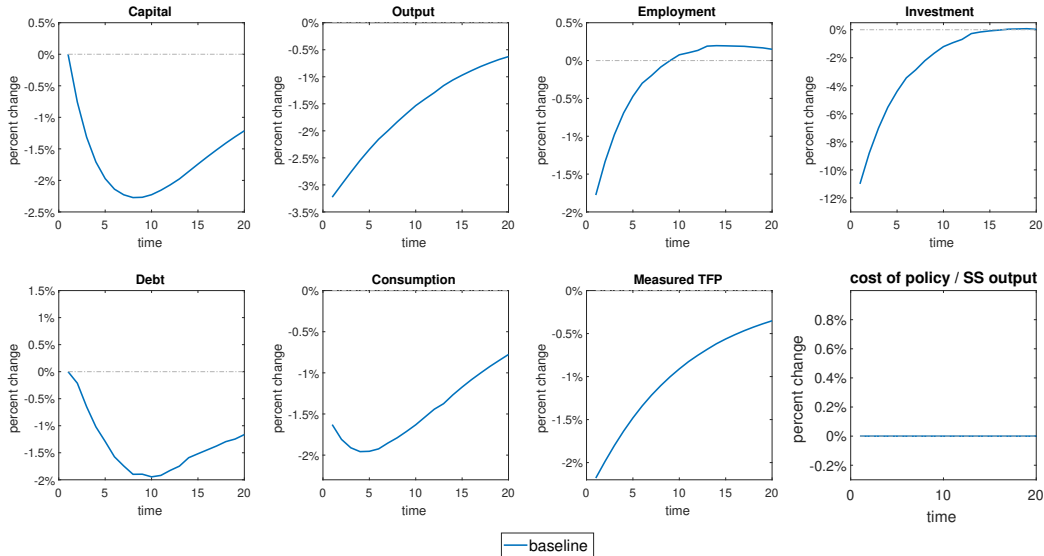 Capital
0.5%
0%
-0.5%
-1%
-1.5%
-2%
-2.5%
percent change
0 5 10 15 20
time
Output
0%
-0.5%
-1%
-1.5%
-2%
-2.5%
-3%
-3.5%
percent change
0 5 10 15 20
time
Employment
0.5%
0%
-0.5%
-1%
-1.5%
-2%
percent change
0 5 10 15 20
time
Investment
0%
-2%
-4%
-6%
-8%
-10%
-12%
percent change
0 5 10 15 20
time
Debt
1.5%
1%
0.5%
0%
-0.5%
-1%
-1.5%
-2%
percent change
0 5 10 15 20
time
Consumption
0%
-0.5%
-1%
-1.5%
-2%
percent change
0 5 10 15 20
time
Measured TFP
0%
-0.5%
-1%
-1.5%
-2%
percent change
0 5 10 15 20
time
cost of policy / SS output
0.8%
0.6%
0.4%
0.2%
0%
-0.2%
percent change
0 5 10 15 20
time
baseline